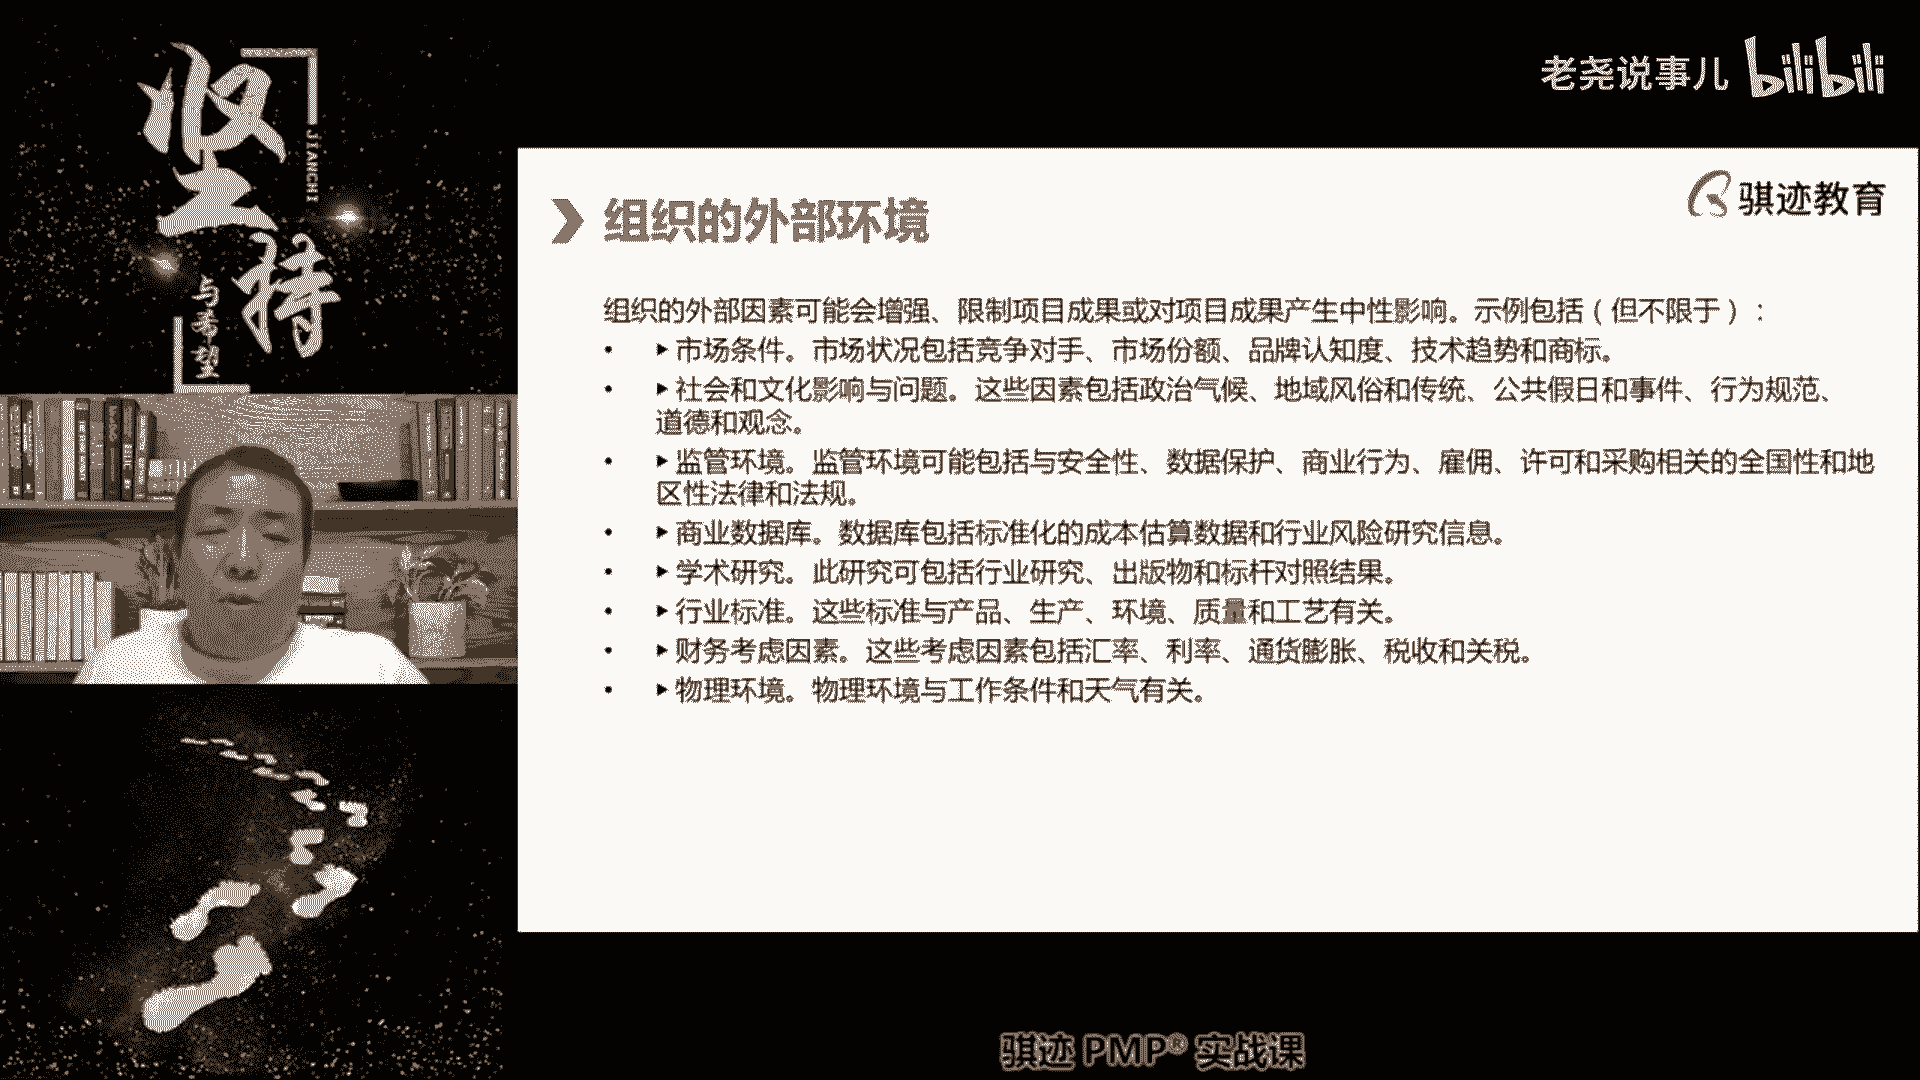 坚持
JIANCHI
与希望
老尧说事儿 bilibili
骐迹教育
组织的外部环境
组织的外部因素可能会增强、限制项目成果或对项目成果产生中性影响。示例包括（但不限于）：
• ►市场条件。市场状况包括竞争对手、市场份额、品牌认知度、技术趋势和商标。
• ►社会和文化影响与问题。这些因素包括政治气候、地域风俗和传统、公共假日和事件、行为规范、
道德和观念。
• ►监管环境。监管环境可能包括与安全性、数据保护、商业行为、雇佣、许可和采购相关的全国性和地
区性法律和法规。
• ►商业数据库。数据库包括标准化的成本估算数据和行业风险研究信息。
• ►学术研究。此研究可包括行业研究、出版物和标杆对照结果。
• ►行业标准。这些标准与产品、生产、环境、质量和工艺有关。
• ►财务考虑因素。这些考虑因素包括汇率、利率、通货膨胀、税收和关税。
• ►物理环境。物理环境与工作条件和天气有关。
骐迹 PMP® 实战课